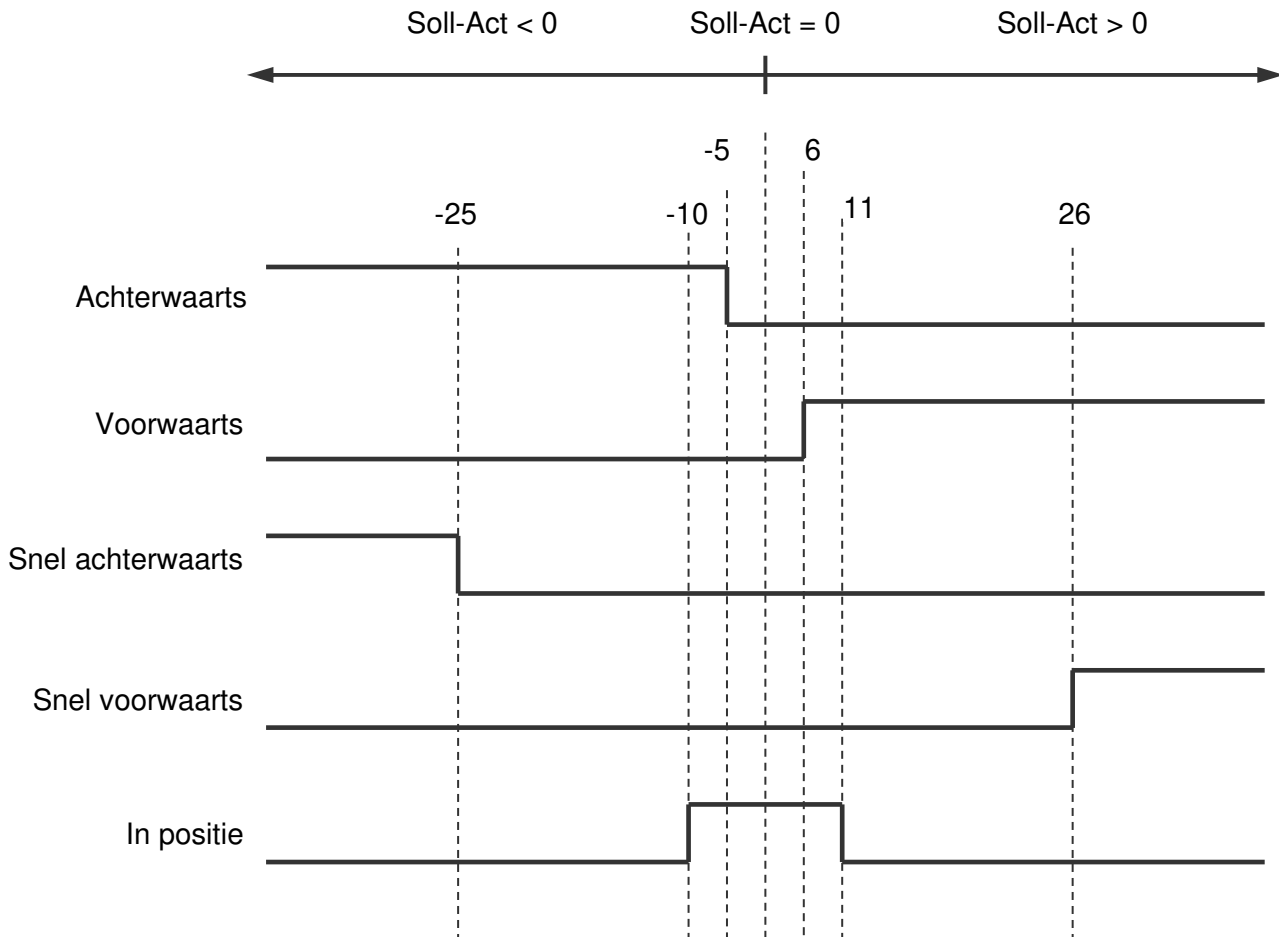 Soll-Act < 0 Soll-Act = 0 Soll-Act > 0
-5 6
-25 -10 11 26
Achterwaarts
Voorwaarts
Snel achterwaarts
Snel voorwaarts
In positie